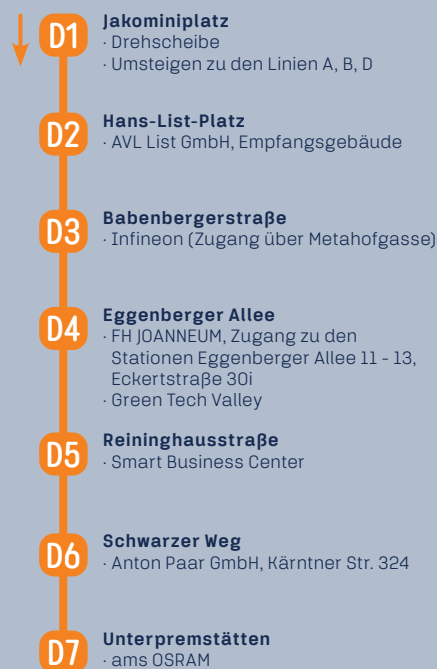 D1 Jakominiplatz
· Drehscheibe
· Umsteigen zu den Linien A, B, D
D2 Hans-List-Platz
· AVL List GmbH, Empfangsgebäude
D3 Babenbergerstraße
· Infineon (Zugang über Metahofgasse)
D4 Eggenberger Allee
· FH JOANNEUM, Zugang zu den
Stationen Eggenberger Allee 11 - 13,
Eckertstraße 30i
· Green Tech Valley
D5 Reininghausstraße
· Smart Business Center
D6 Schwarzer Weg
· Anton Paar GmbH, Kärntner Str. 324
D7 Unterpremstätten
· ams OSRAM